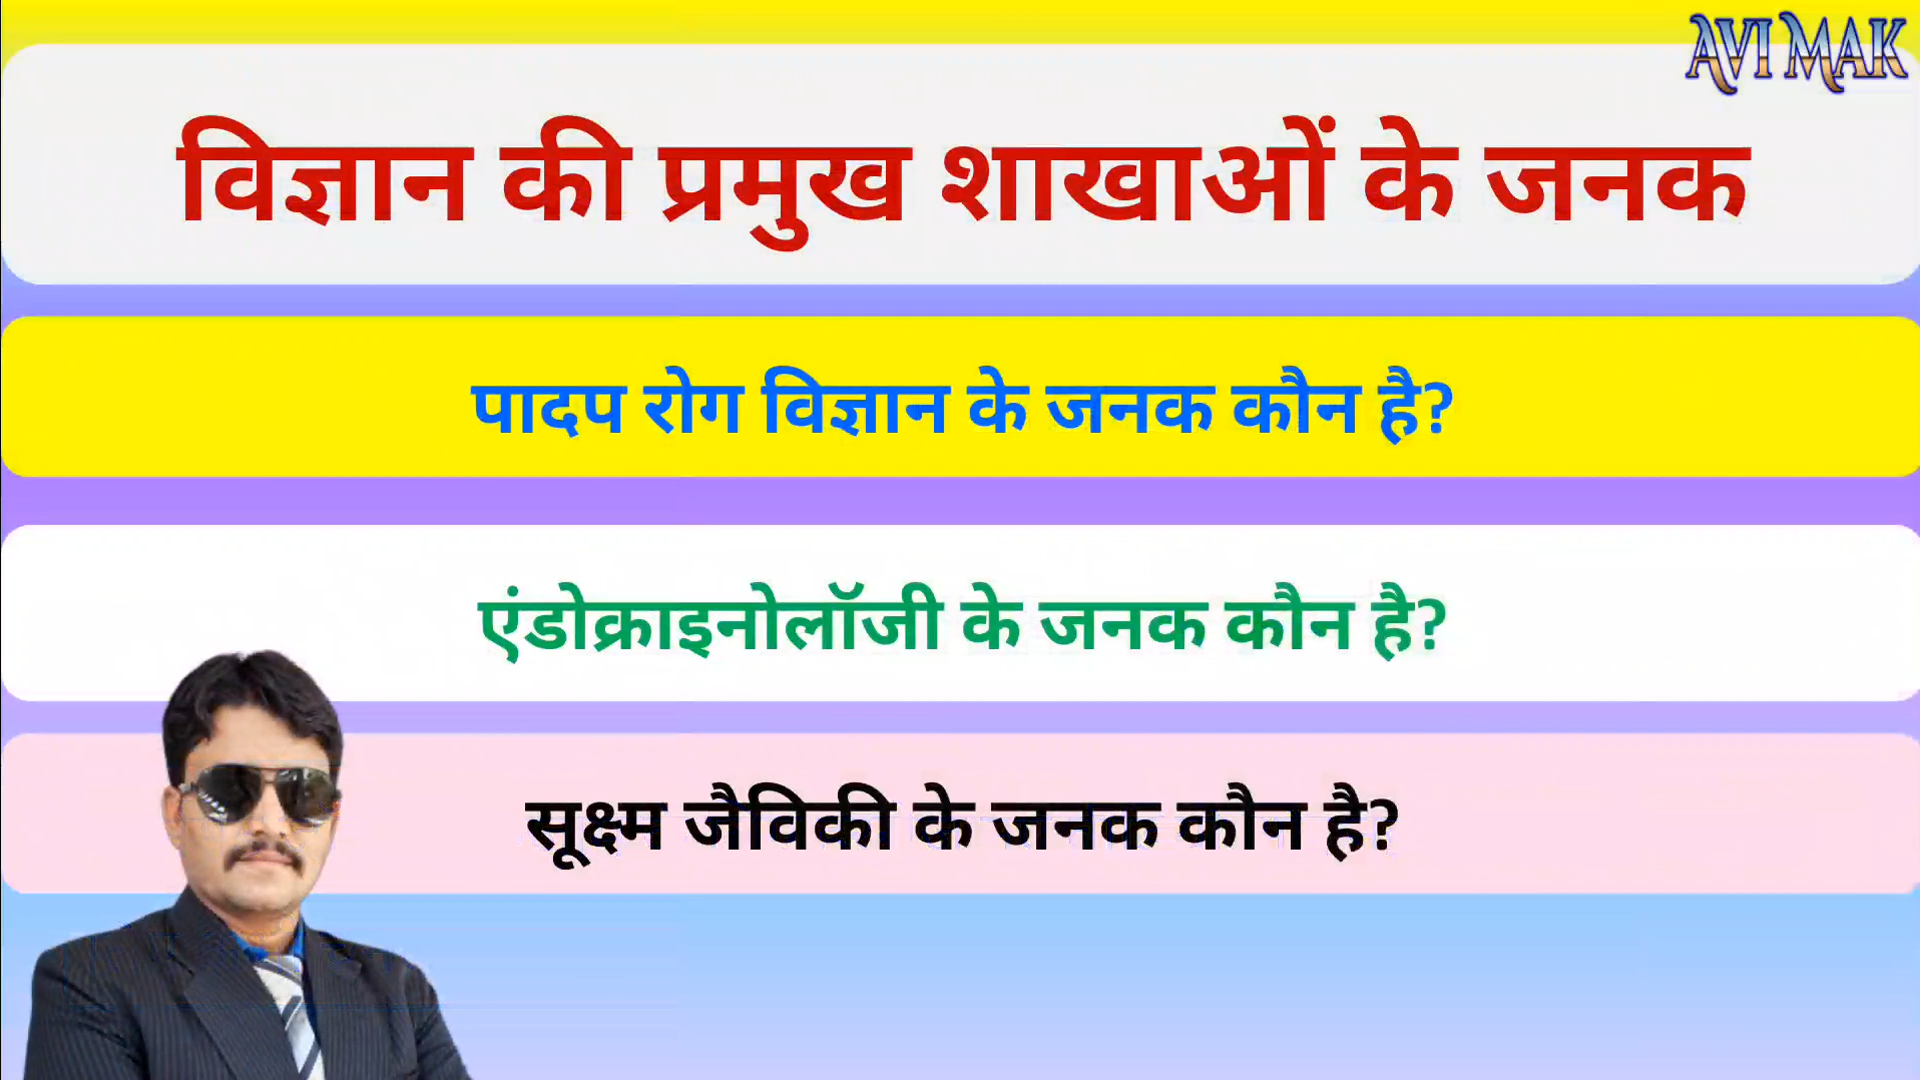 AVI MAK
विज्ञान की प्रमुख शाखाओं के जनक
पादप रोग विज्ञान के जनक कौन है?
एंडोक्राइनोलॉजी के जनक कौन है?
सूक्ष्म जैविकी के जनक कौन है?